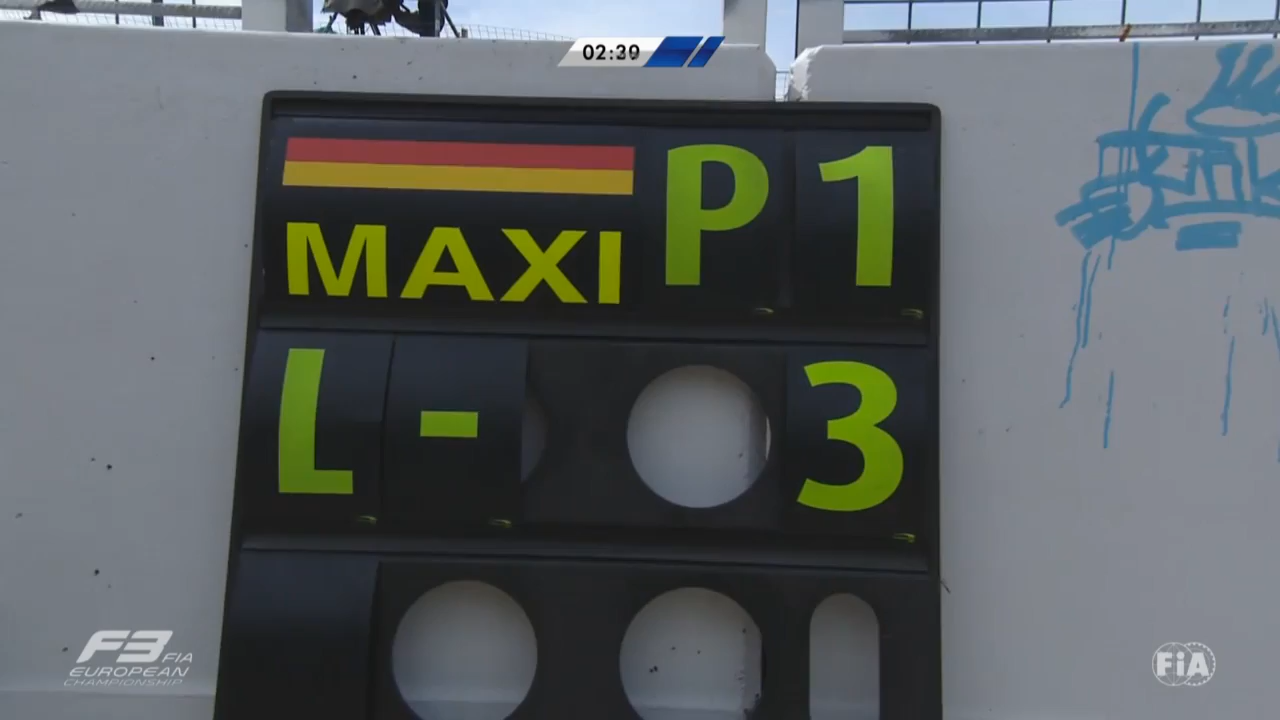 02:39
MAXI P1
L - 3
F3 FIA
EUROPEAN
CHAMPIONSHIP
FIA